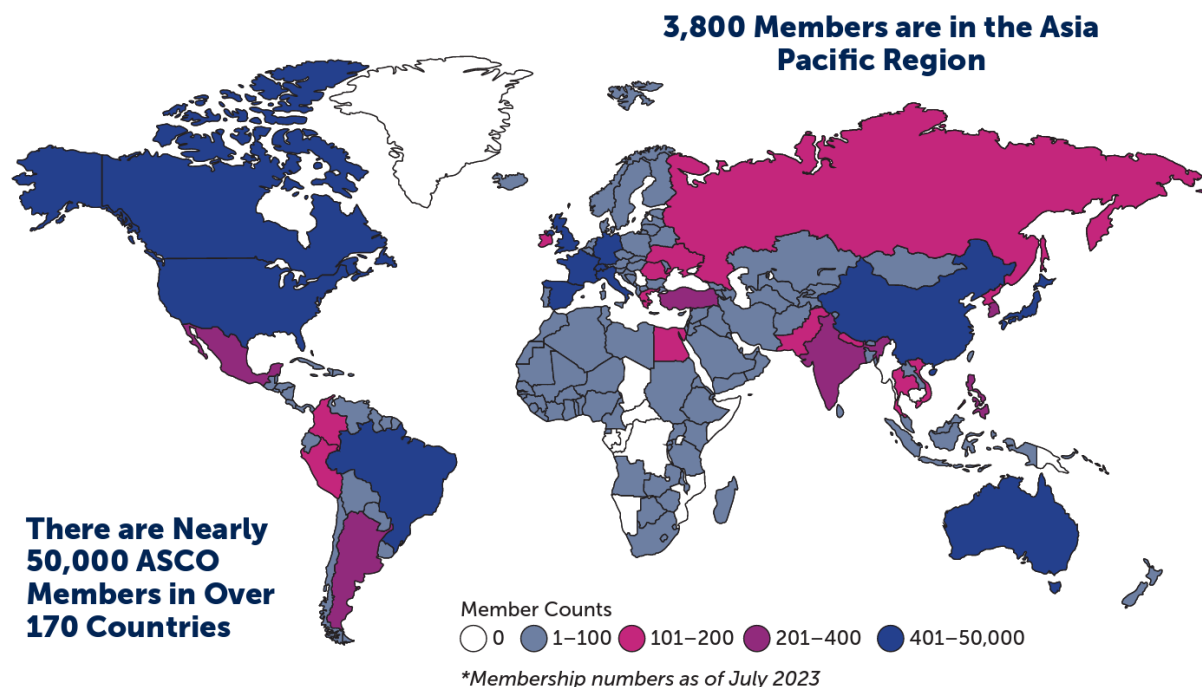 3,800 Members are in the Asia
Pacific Region
There are Nearly
50,000 ASCO
Members in Over
170 Countries
Member Counts
0 1–100 101–200 201–400 401–50,000
*Membership numbers as of July 2023